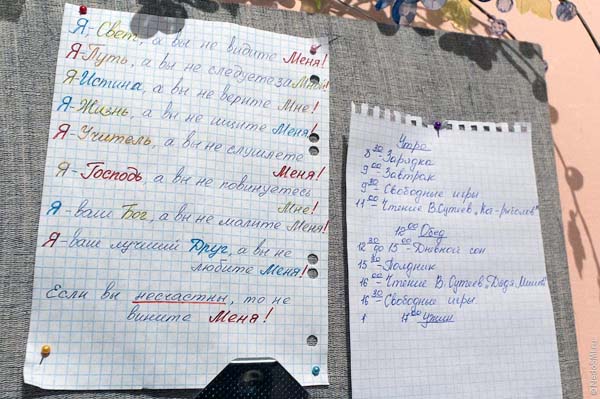 Я-Свет, а вы не видите Меня!
Я-Путь, а вы не следуете за Мной!
Я-Истина, а вы не верите Мне!
Я-Жизнь, а вы не ищите Меня!
Я-Учитель, а вы не слушаете
Меня!
Я-Господь, а вы не повинуетесь
Мне!
Я-ваш Бог, а вы не молите Меня!
Я-ваш лучший Друг, а вы не
любите Меня!
Если вы несчастны, то не
вините Меня!
Утро
8 30 - Зарядка
9 00 - Завтрак
9 30 - Свободные игры
11 00 - Чтение В. Сутеев
12 00 Обед
12 30 до 15 00 - Дневной сон
15 30 - Полдник
16 00 - Чтение В. Сутеев "Дядя Миша"
16 30 - Свободные игры
17 00 ужин